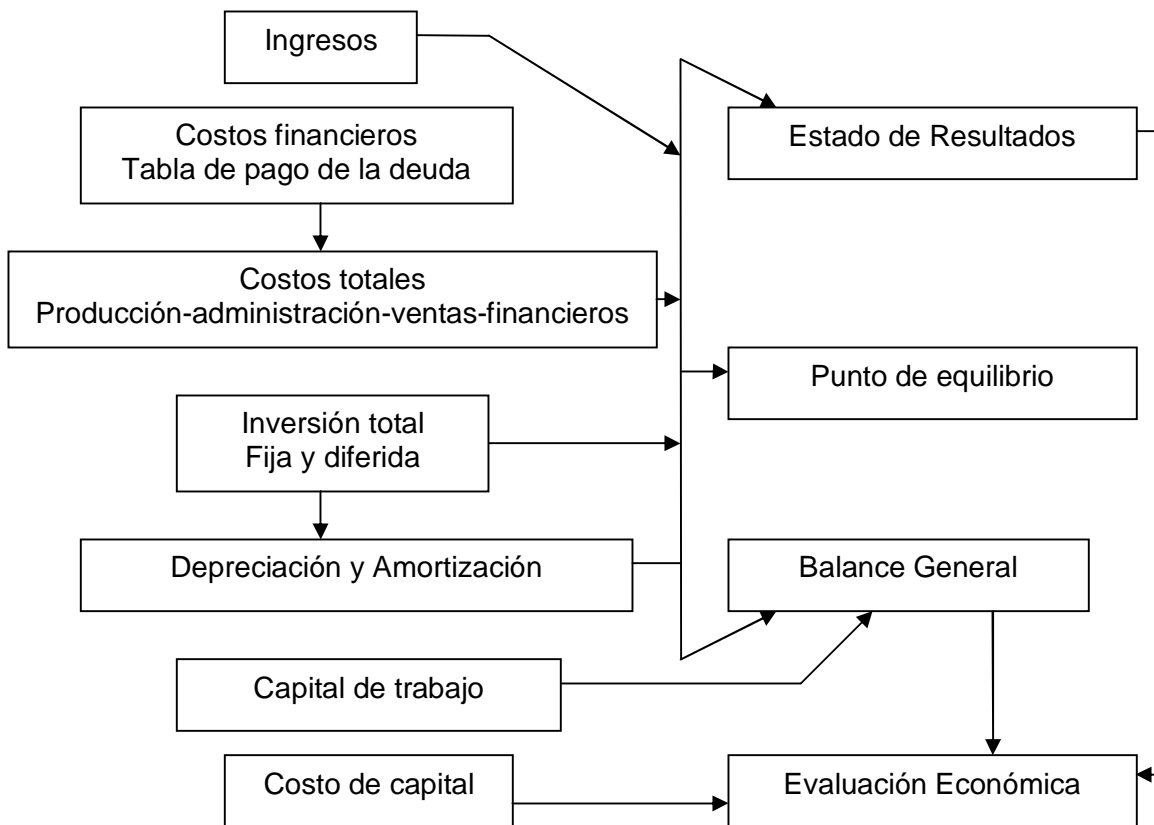 Ingresos
Costos financieros
Tabla de pago de la deuda
Estado de Resultados
Costos totales
Producción-administración-ventas-financieros
Punto de equilibrio
Inversión total
Fija y diferida
Depreciación y Amortización
Balance General
Capital de trabajo
Costo de capital
Evaluación Económica